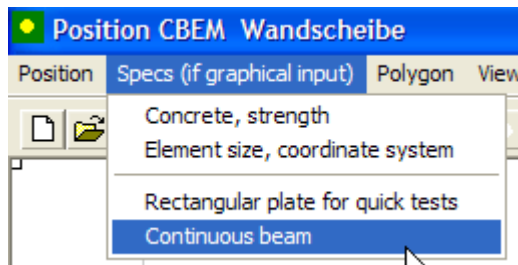 Position CBEM Wandscheibe
Position Specs (if graphical input) Polygon View
Concrete, strength
Element size, coordinate system
Rectangular plate for quick tests
Continuous beam